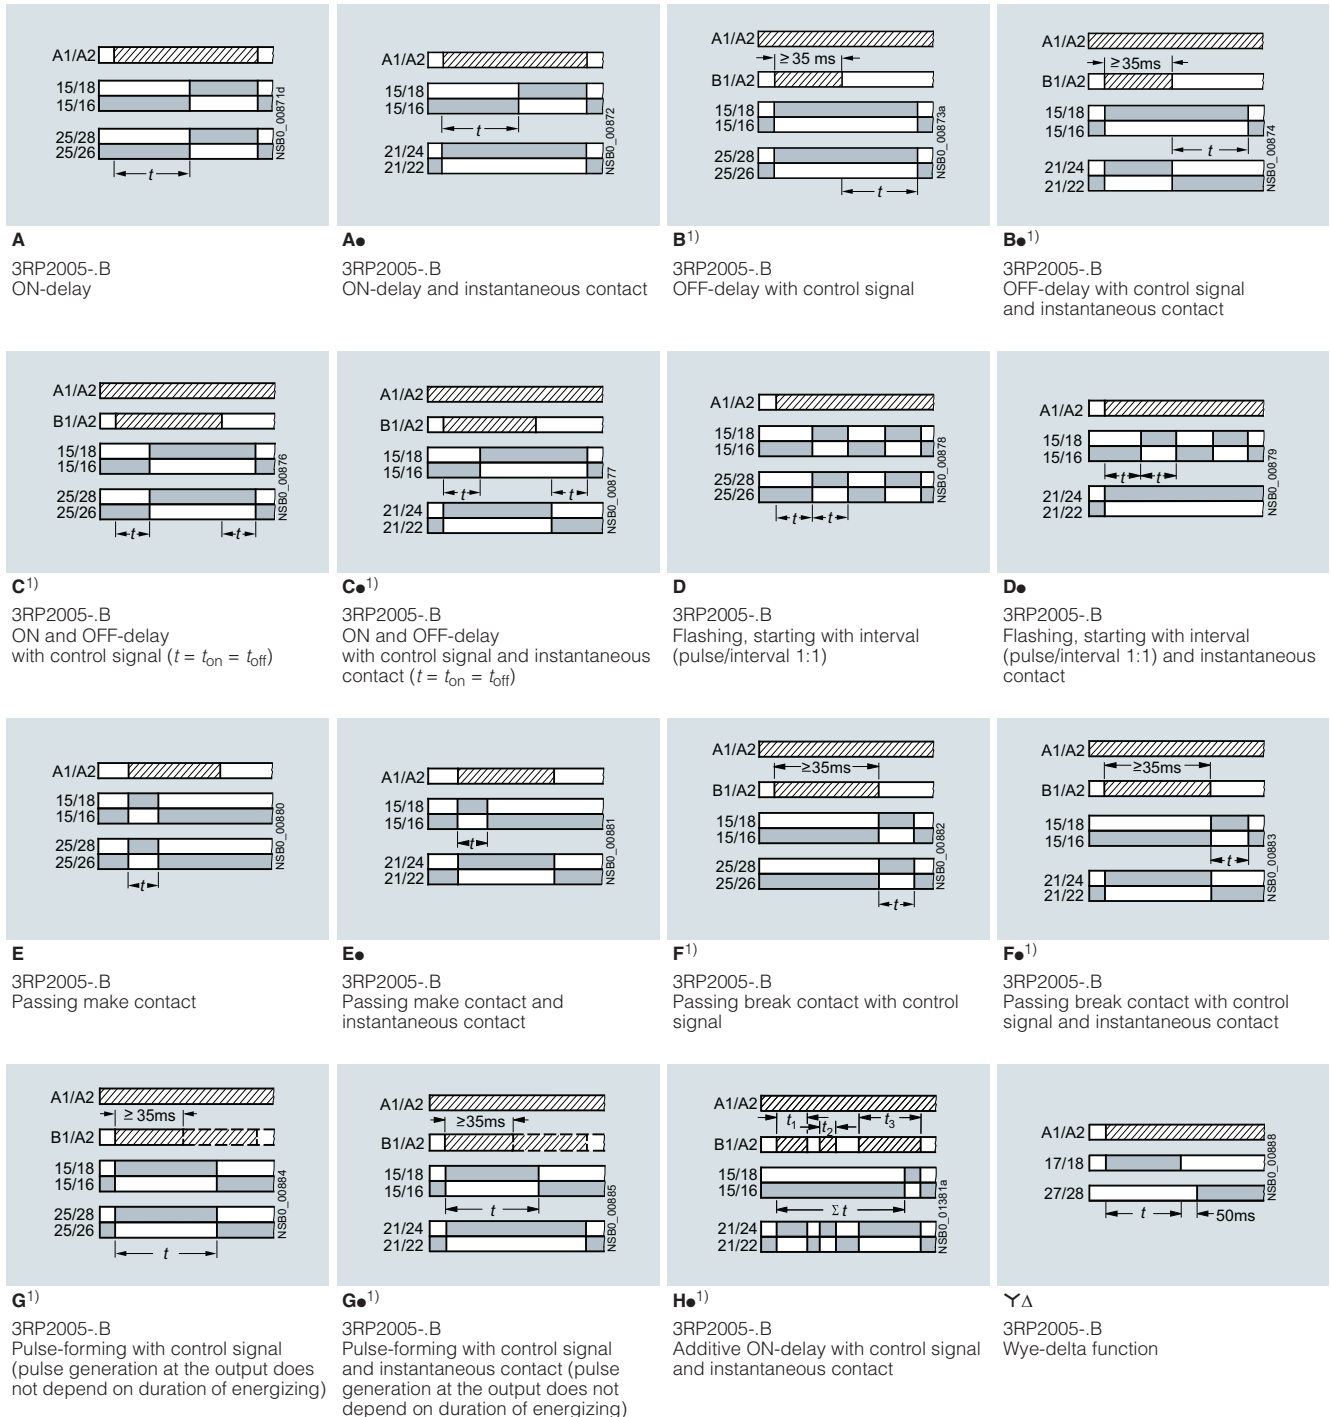 A1/A2
15/18
15/16
25/28
25/26
t
NSB0_00871d
A
3RP2005-.B
ON-delay
A1/A2
15/18
15/16
t
21/24
21/22
NSB0_00872
A●
3RP2005-.B
ON-delay and instantaneous contact
A1/A2
≥ 35 ms
B1/A2
15/18
15/16
25/28
25/26
t
NSB0_00873a
B1)
3RP2005-.B
OFF-delay with control signal
A1/A2
≥35ms
B1/A2
15/18
15/16
t
21/24
21/22
NSB0_00874
B●1)
3RP2005-.B
OFF-delay with control signal
and instantaneous contact
A1/A2
B1/A2
15/18
15/16
25/28
25/26
t
t
NSB0_00876
C1)
3RP2005-.B
ON and OFF-delay
with control signal (t = ton = toff)
A1/A2
B1/A2
15/18
15/16
t
t
21/24
21/22
NSB0_00877
C●1)
3RP2005-.B
ON and OFF-delay
with control signal and instantaneous
contact (t = ton = toff)
A1/A2
15/18
15/16
25/28
25/26
t
t
NSB0_00878
D
3RP2005-.B
Flashing, starting with interval
(pulse/interval 1:1)
A1/A2
15/18
15/16
t
t
21/24
21/22
NSB0_00879
D●
3RP2005-.B
Flashing, starting with interval
(pulse/interval 1:1) and instantaneous
contact
A1/A2
15/18
15/16
25/28
25/26
t
NSB0_00880
E
3RP2005-.B
Passing make contact
A1/A2
15/18
15/16
t
21/24
21/22
NSB0_00881
E●
3RP2005-.B
Passing make contact and
instantaneous contact
A1/A2
≥35ms
B1/A2
15/18
15/16
25/28
25/26
t
NSB0_00882
F1)
3RP2005-.B
Passing break contact with control
signal
A1/A2
≥35ms
B1/A2
15/18
15/16
t
21/24
21/22
NSB0_00883
F●1)
3RP2005-.B
Passing break contact with control
signal and instantaneous contact
A1/A2
≥ 35ms
B1/A2
15/18
15/16
25/28
25/26
t
NSB0_00884
G1)
3RP2005-.B
Pulse-forming with control signal
(pulse generation at the output does
not depend on duration of energizing)
A1/A2
≥35ms
B1/A2
15/18
15/16
t
21/24
21/22
NSB0_00885
G●1)
3RP2005-.B
Pulse-forming with control signal
and instantaneous contact (pulse
generation at the output does not
depend on duration of energizing)
A1/A2
t1 t2 t3
B1/A2
15/18
15/16
Σt
21/24
21/22
NSB0_01381a
H●1)
3RP2005-.B
Additive ON-delay with control signal
and instantaneous contact
A1/A2
17/18
27/28
t
50ms
NSB0_00888
YΔ
3RP2005-.B
Wye-delta function